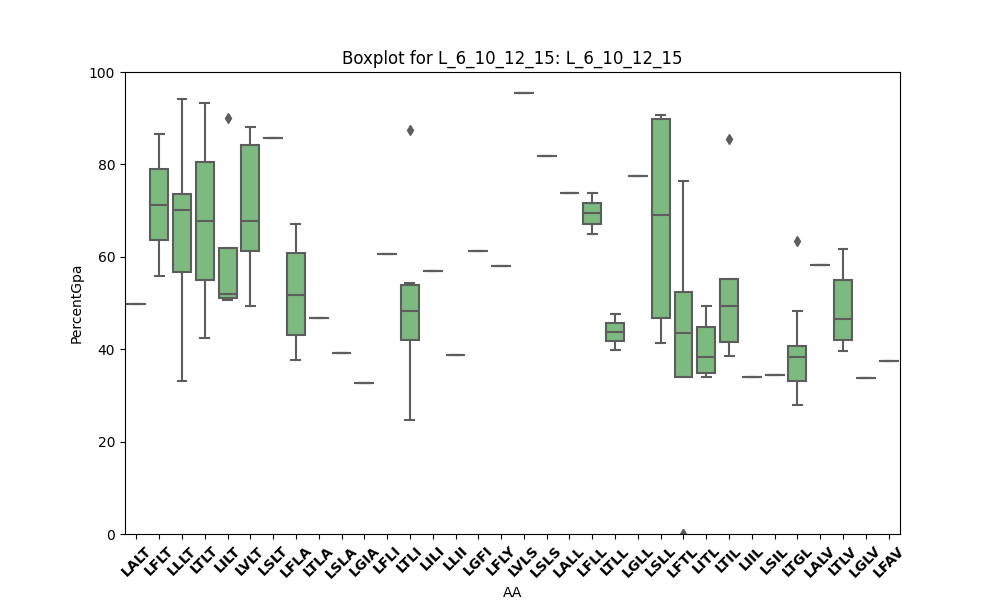 Boxplot for L_6_10_12_15: L_6_10_12_15
100
80
60
40
20
0
PercentGpa
LALT LFLT LLLT LTLT LILT LVLT LSLT LFLA LTLA LSLA LGIA LFLI LTLI LILI LLII LGFI LFLY LVLS LSLS LALL LFLL LTLL LGLL LSLL LFTL LITL LTIL LIIL LSIL LTGL LALV LTLV LGLV LFAV
AA